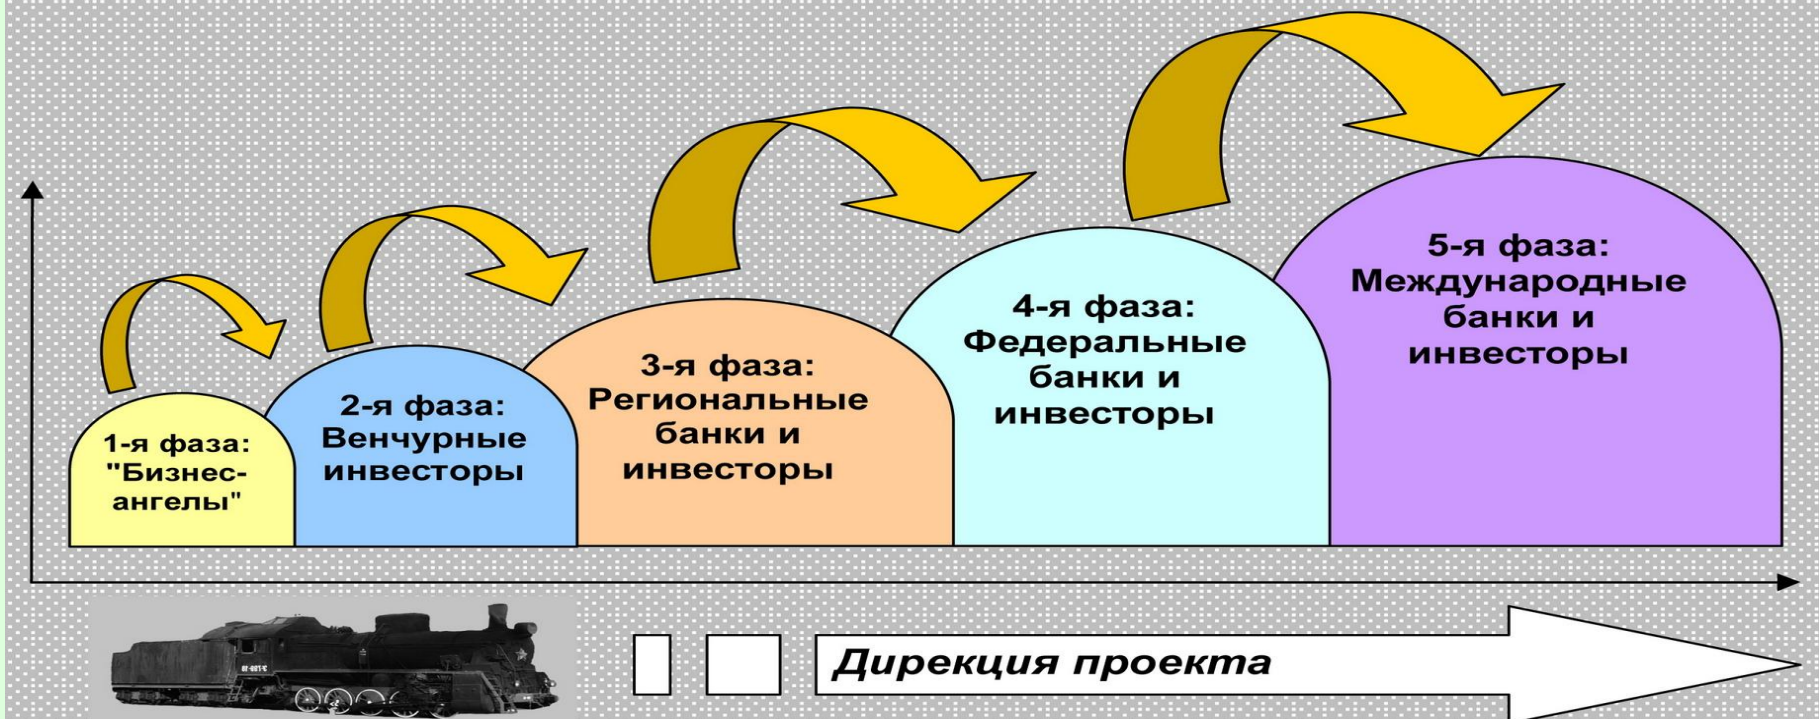 1-я фаза:
"Бизнес-
ангелы"
2-я фаза:
Венчурные
инвесторы
3-я фаза:
Региональные
банки и
инвесторы
4-я фаза:
Федеральные
банки и
инвесторы
5-я фаза:
Международные
банки и
инвесторы
Дирекция проекта